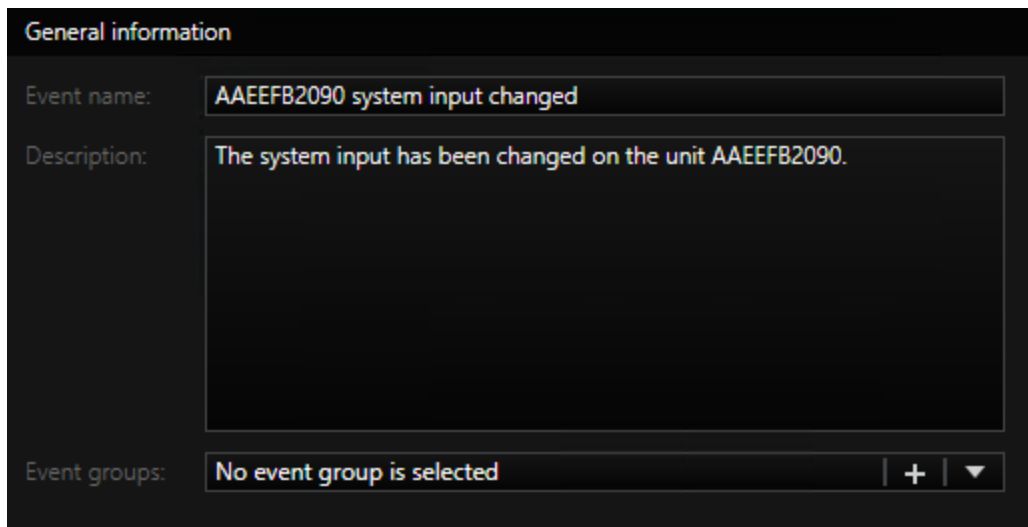 General information
Event name:
AAEEFB2090 system input changed
Description:
The system input has been changed on the unit AAEEFB2090.
Event groups:
No event group is selected